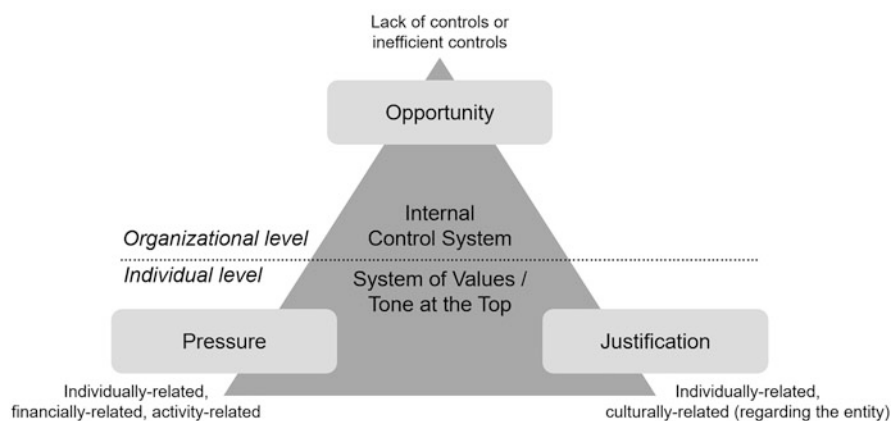 Lack of controls or
inefficient controls
Opportunity
Internal
Control System
Organizational level
Individual level
System of Values /
Tone at the Top
Pressure
Justification
Individually-related,
financially-related, activity-related
Individually-related,
culturally-related (regarding the entity)